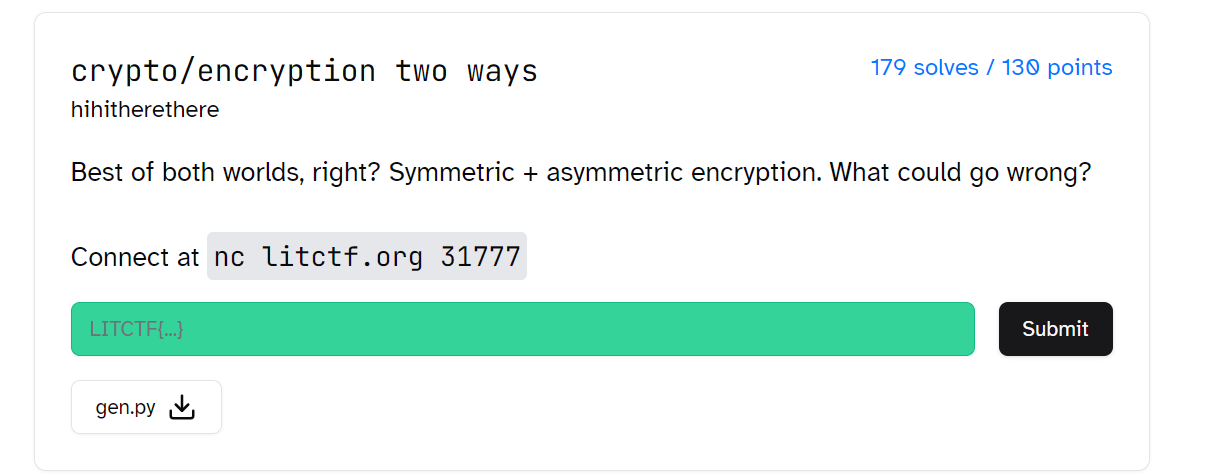 crypto/encryption two ways
179 solves / 130 points
hihitherethere
Best of both worlds, right? Symmetric + asymmetric encryption. What could go wrong?
Connect at nc litctf.org 31777
LITCTF{...}
Submit
gen.py